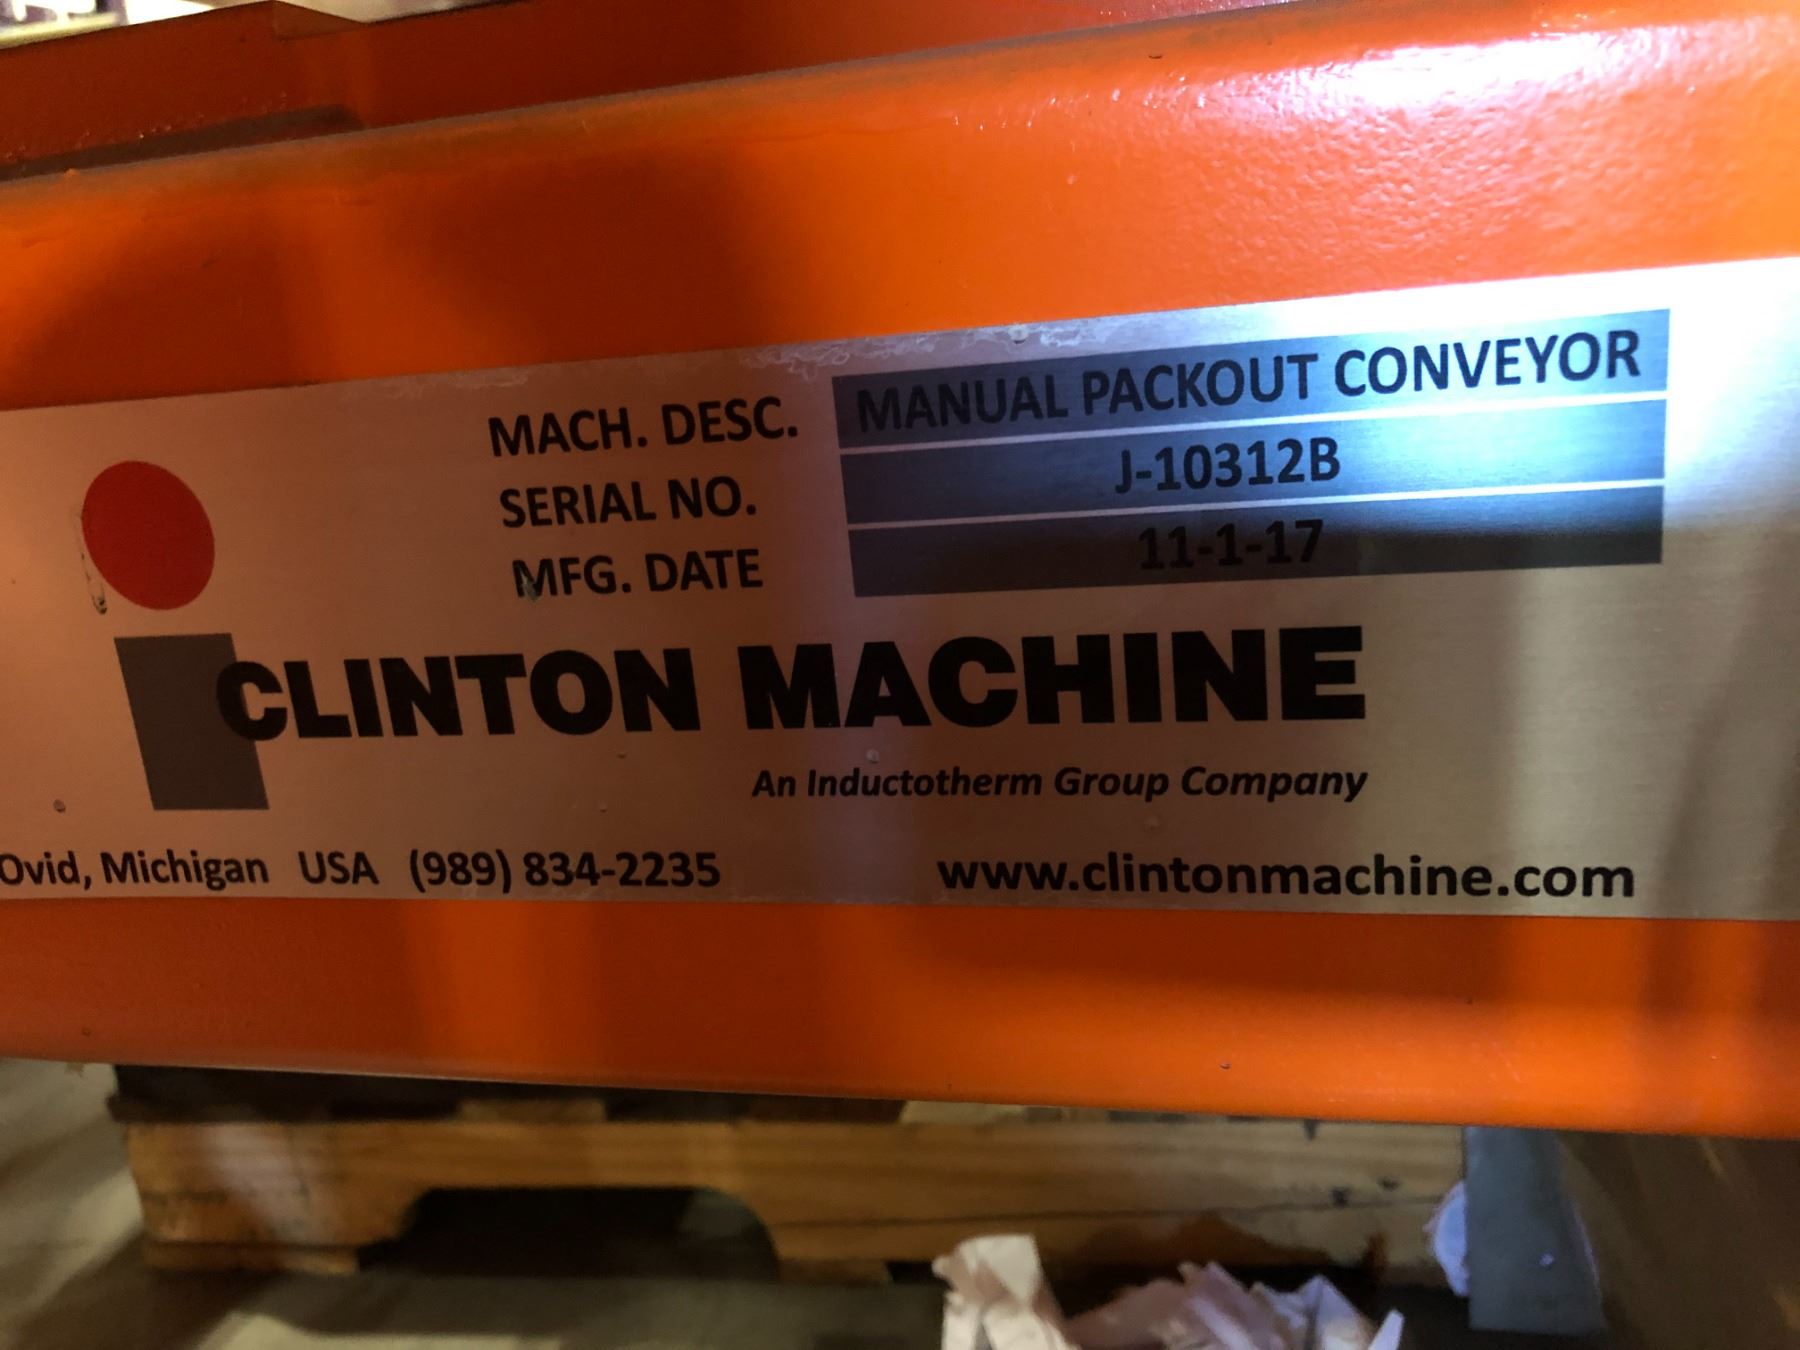 MACH. DESC. MANUAL PACKOUT CONVEYOR
SERIAL NO. J-10312B
MFG. DATE 11-1-17
CLINTON MACHINE
An Inductotherm Group Company
Ovid, Michigan USA (989) 834-2235 www.clintonmachine.com